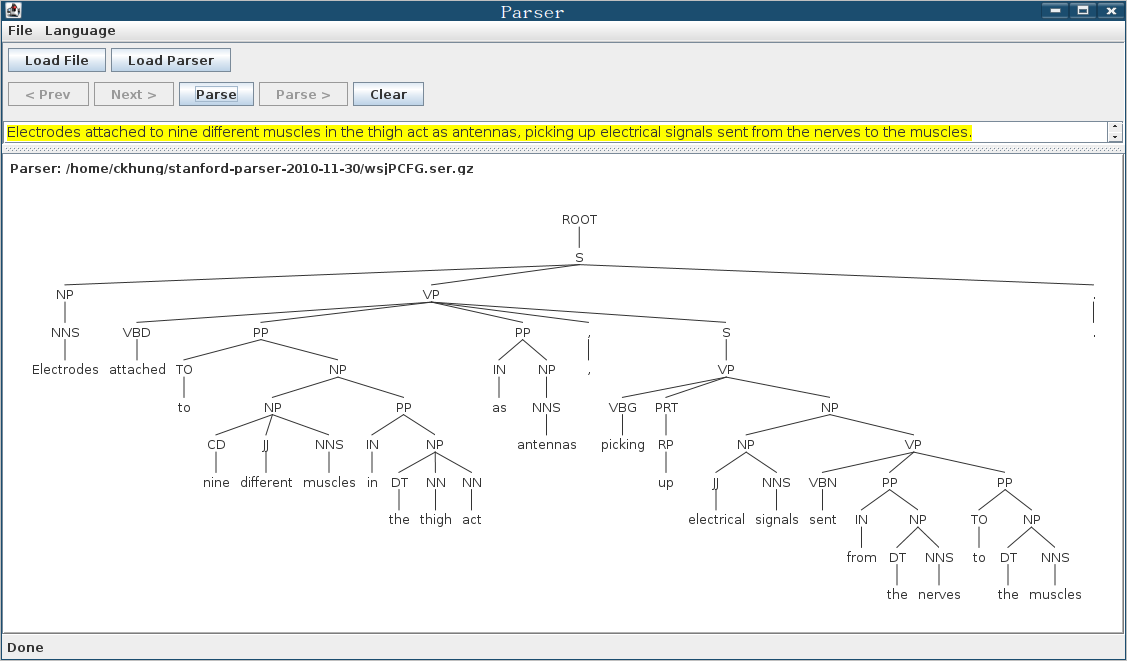 Parser
File Language
Load File Load Parser
< Prev Next > Parse Parse > Clear
Electrodes attached to nine different muscles in the thigh act as antennas, picking up electrical signals sent from the nerves to the muscles.
Parser: /home/ckhung/stanford-parser-2010-11-30/wsjPCFG.ser.gz
ROOT
S
NP VP .
NNS VBD PP PP , S .
Electrodes attached TO NP IN NP , VP
to NP PP as NNS VBG PRT NP
CD JJ NNS IN NP antennas picking RP NP VP
nine different muscles in DT NN NN up JJ NNS VBN PP PP
the thigh act electrical signals sent IN NP TO NP
from DT NNS to DT NNS
the nerves the muscles
Done